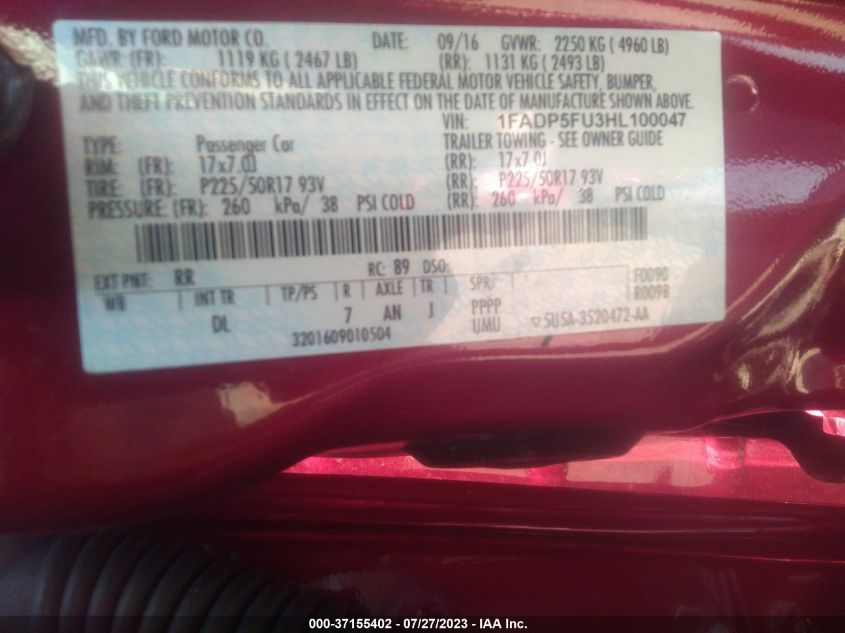 MFD. BY FORD MOTOR CO. DATE: 09/16 GVWR: 2250 KG ( 4960 LB)
GAWR (FR): 1119 KG ( 2467 LB) (RR): 1131 KG ( 2493 LB)
THIS VEHICLE CONFORMS TO ALL APPLICABLE FEDERAL MOTOR VEHICLE SAFETY, BUMPER,
AND THEFT PREVENTION STANDARDS IN EFFECT ON THE DATE OF MANUFACTURE SHOWN ABOVE.
VIN: 1FADP5FU3HL100047
TYPE: Passenger Car TRAILER TOWING - SEE OWNER GUIDE
RIM: (FR): 17x7.0J (RR): 17x7.0J
TIRE: (FR): P225/50R17 93V (RR): P225/50R17 93V
PRESSURE: (FR): 260 kPa/ 38 PSI COLD (RR): 260 kPa/ 38 PSI COLD
EXT PNT: RR RC: 89 DSO: F0090
R0098
WB INT TR TP/PS R AXLE TR SPR
DL 7 AN J PPPP
UMU ▽ 5U5A-3520472-AA
3201609010504
000-37155402 - 07/27/2023 - IAA Inc.